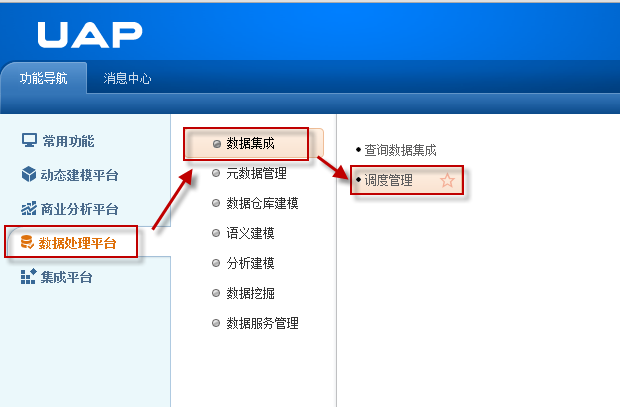 UAP
功能导航
消息中心
常用功能
动态建模平台
商业分析平台
数据处理平台
集成平台
数据集成
元数据管理
数据仓库建模
语义建模
分析建模
数据挖掘
数据服务管理
查询数据集成
调度管理